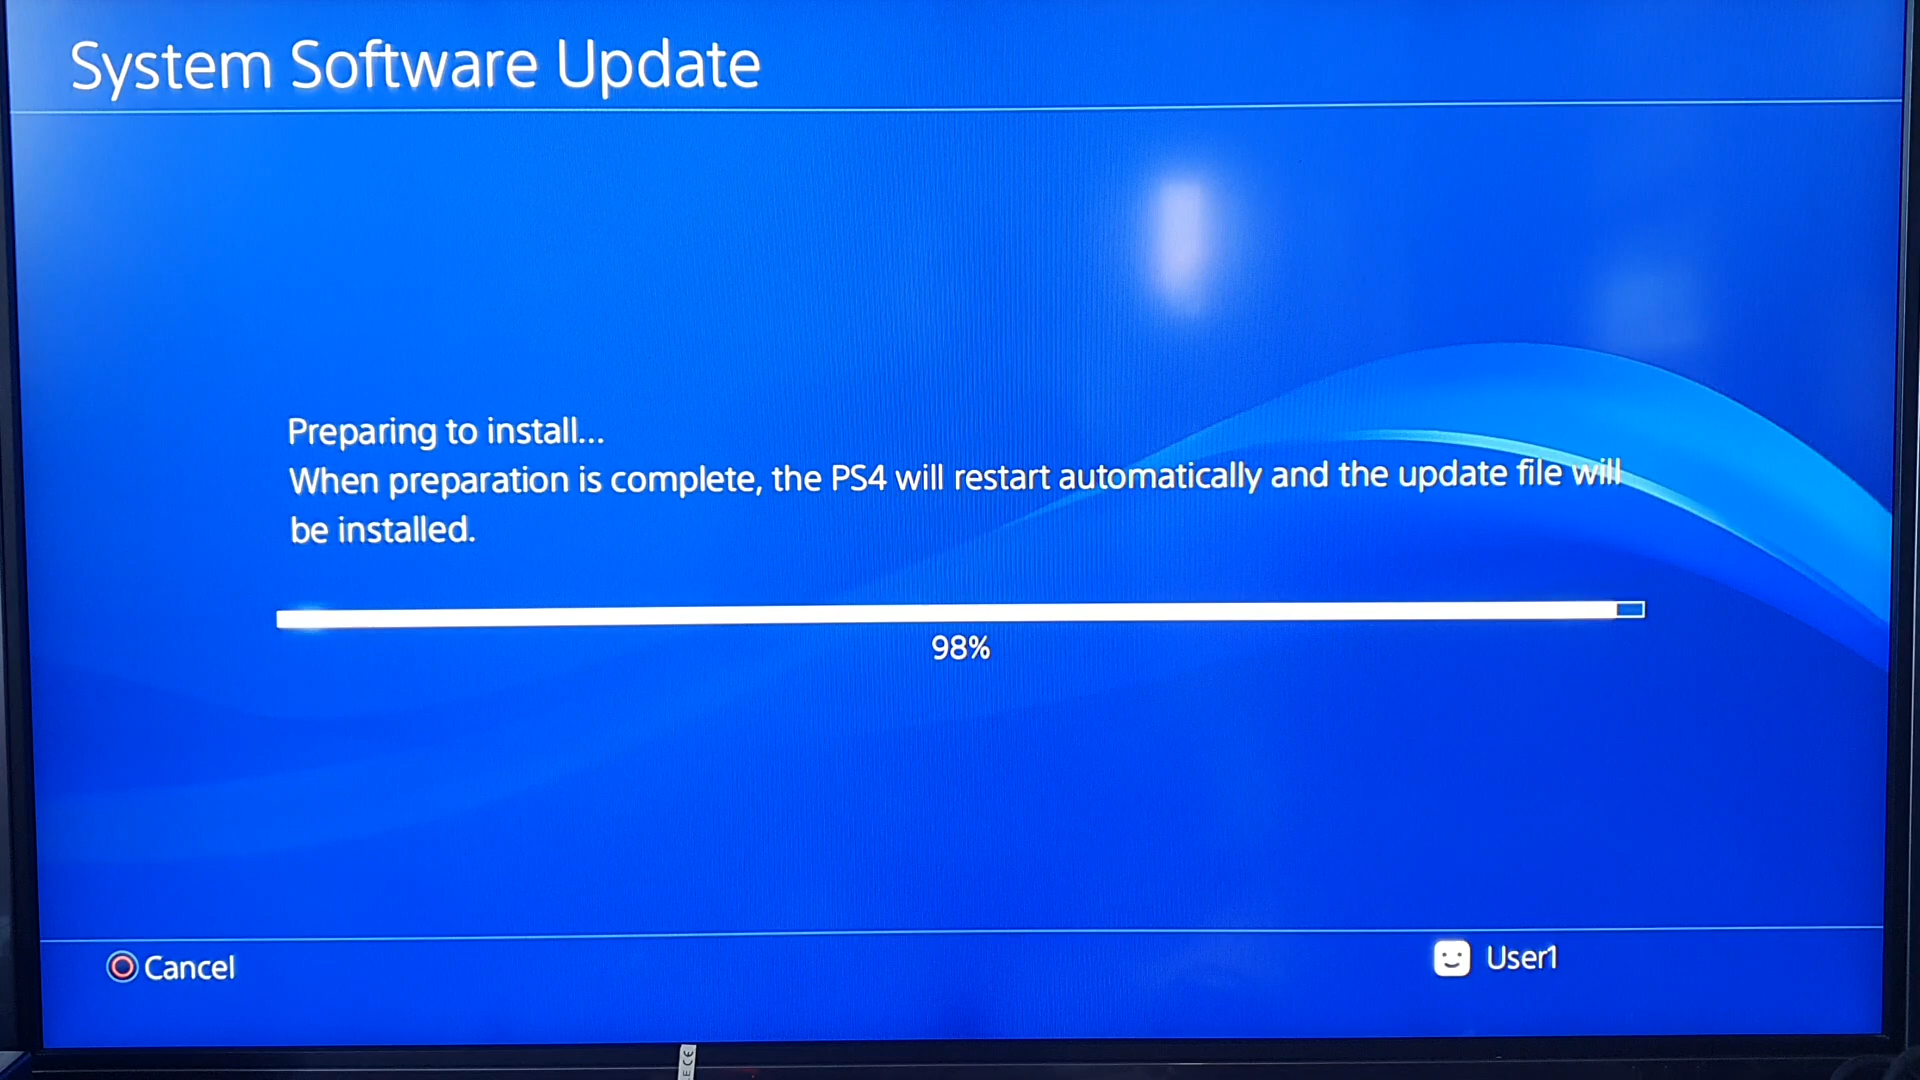 System Software Update
Preparing to install...
When preparation is complete, the PS4 will restart automatically and the update file will
be installed.
98%
Cancel
User1